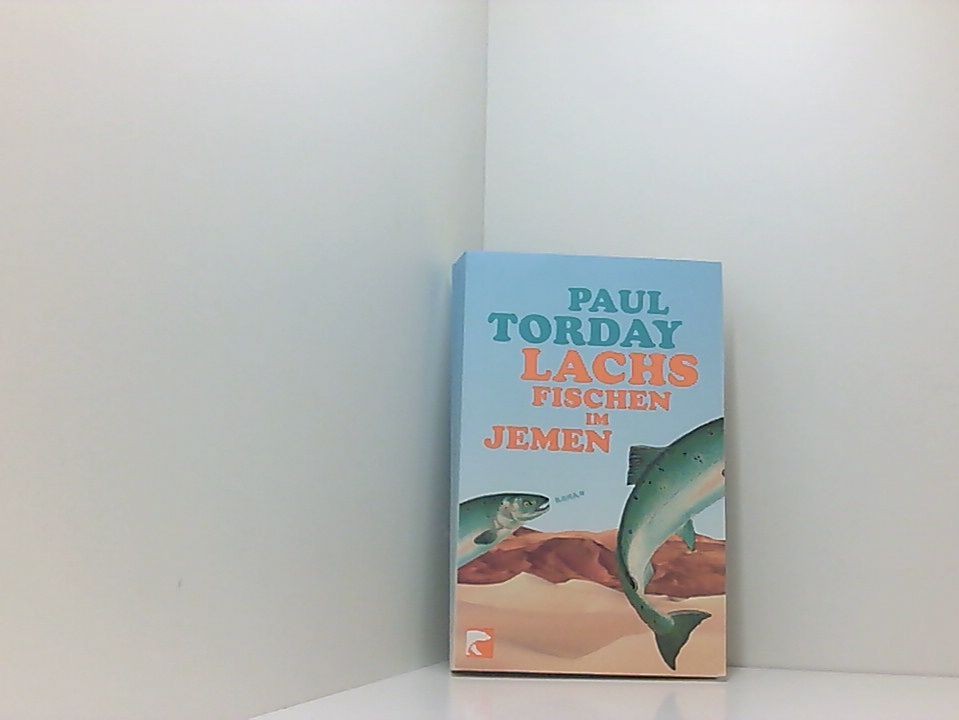 PAUL
TORDAY
LACHS
FISCHEN
IM
JEMEN
ROMAN